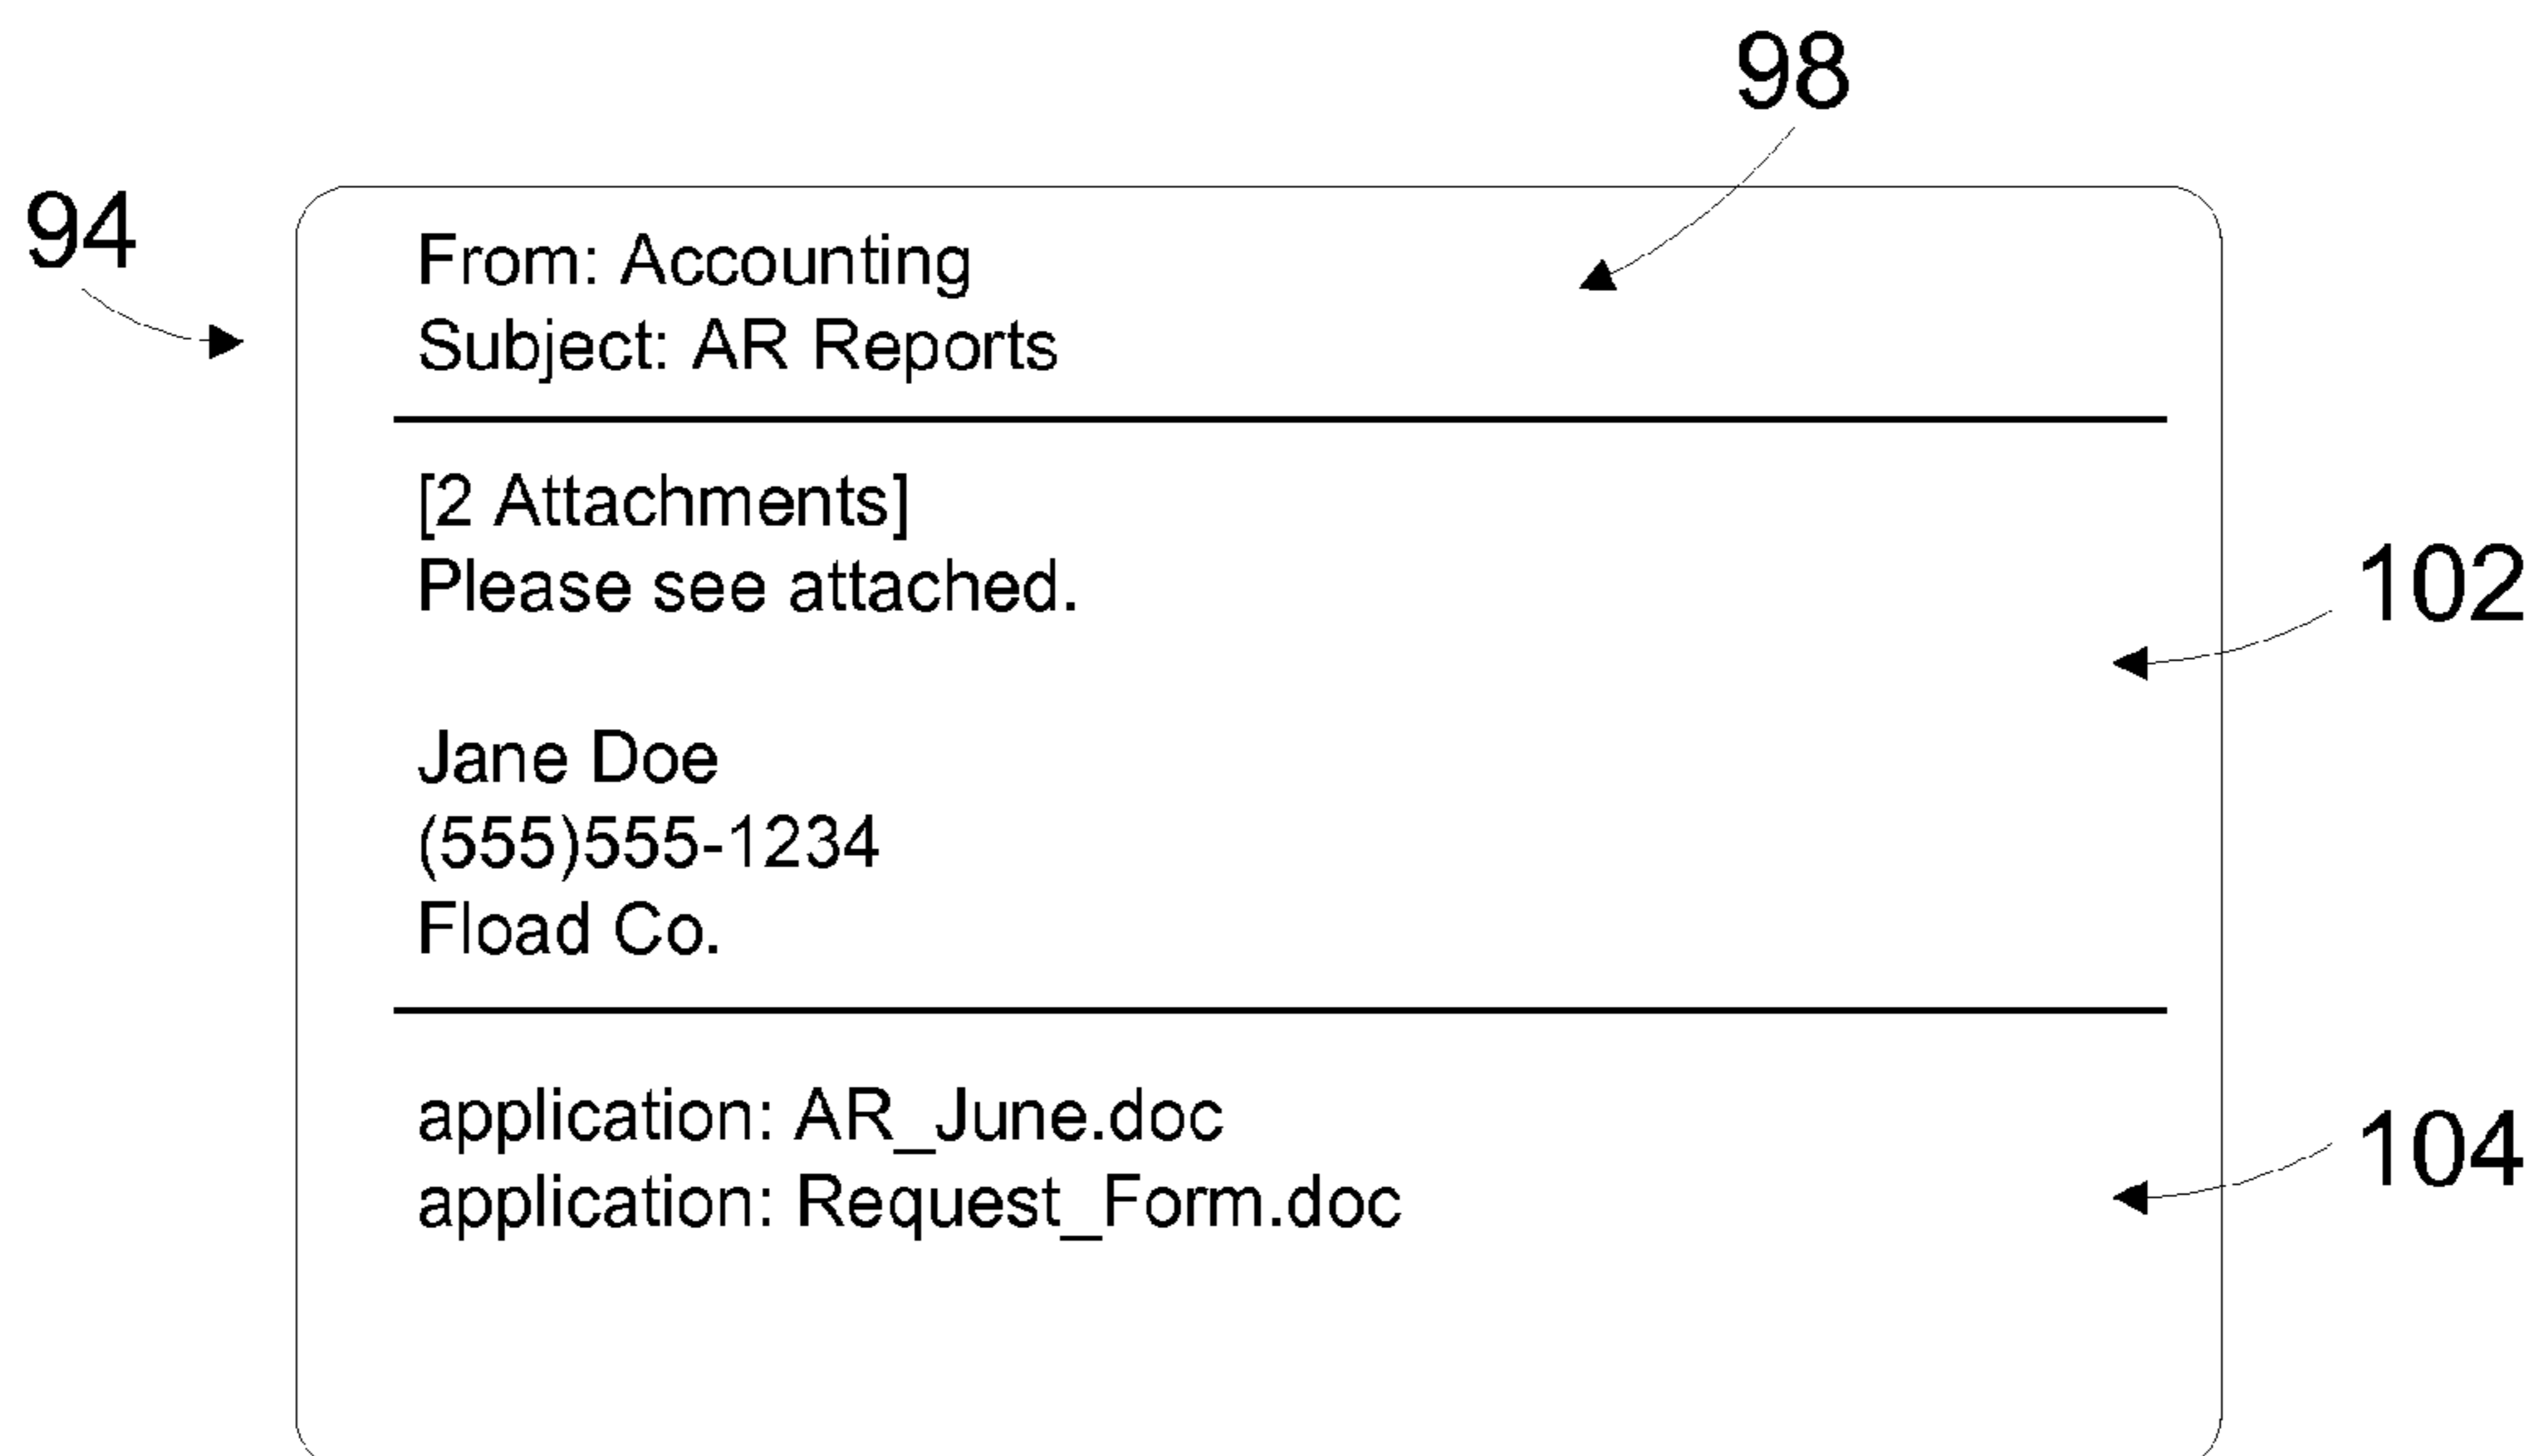 98
94
From: Accounting
Subject: AR Reports
[2 Attachments]
Please see attached.
102
Jane Doe
(555)555-1234
Fload Co.
application: AR_June.doc
104
application: Request_Form.doc